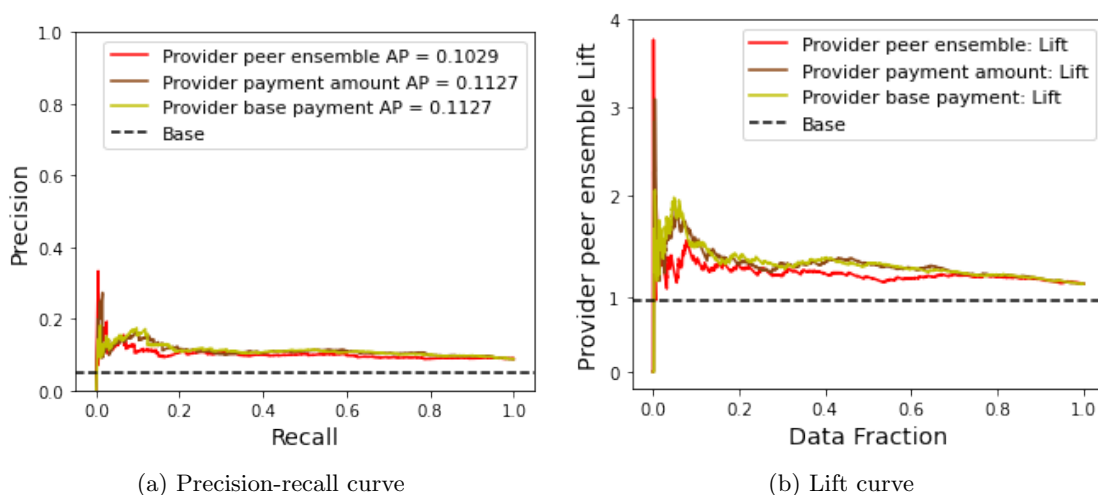 1.0
0.8
0.6
0.4
0.2
0.0
Precision
Provider peer ensemble AP = 0.1029
Provider payment amount AP = 0.1127
Provider base payment AP = 0.1127
Base
0.0 0.2 0.4 0.6 0.8 1.0
Recall
(a) Precision-recall curve
4
3
2
1
0
Provider peer ensemble Lift
Provider peer ensemble: Lift
Provider payment amount: Lift
Provider base payment: Lift
Base
0.0 0.2 0.4 0.6 0.8 1.0
Data Fraction
(b) Lift curve